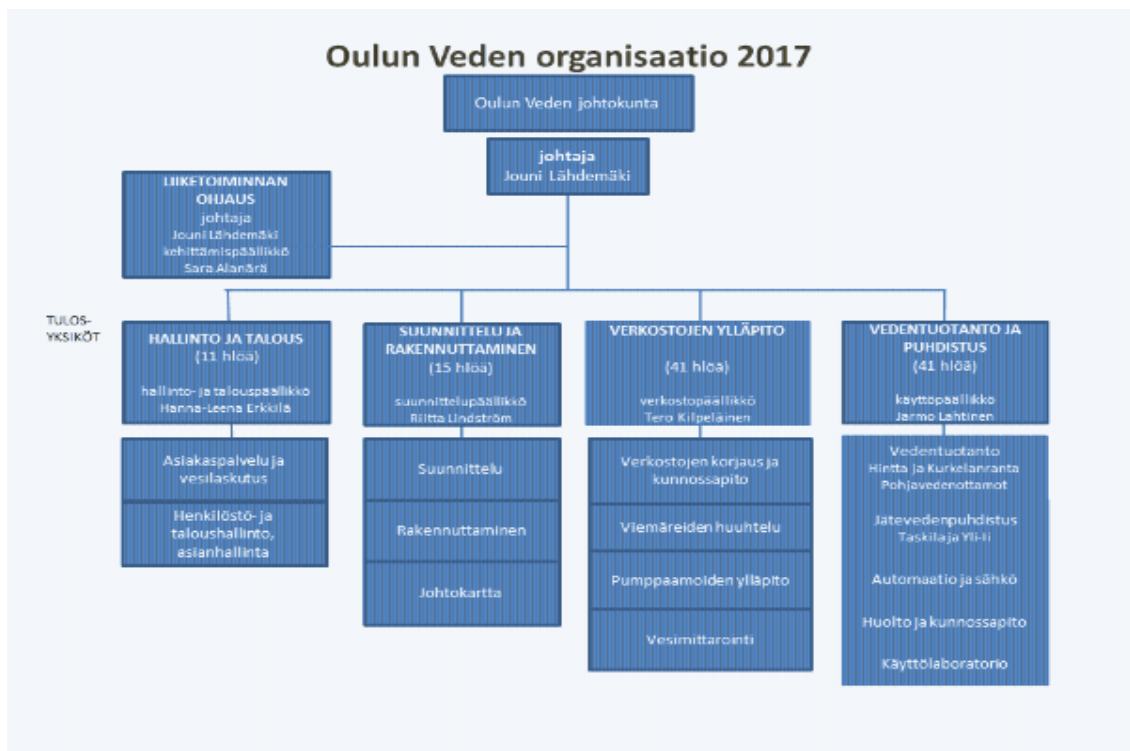 Oulun Veden organisaatio 2017
Oulun Veden johtokunta
johtaja
Jouni Lähdemäki
LIIKETOIMINNAN
OHJAUS
johtaja
Jouni Lähdemäki
kehittämispäällikkö
Sara Alanärä
TULOS-
YKSIKÖT
HALLINTO JA TALOUS
(11 hlöä)
hallinto- ja talouspäällikkö
Hanna-Leena Erkkilä
Asiakaspalvelu ja
vesilaskutus
Henkilöstö- ja
taloushallinto,
asianhallinta
SUUNNITTELU JA
RAKENNUTTAMINEN
(15 hlöä)
suunnittelupäällikkö
Riitta Lindström
Suunnittelu
Rakennuttaminen
Johtokartta
VERKOSTOJEN YLLÄPITO
(41 hlöä)
verkostopäällikkö
Tero Kilpeläinen
Verkostojen korjaus ja
kunnossapito
Viemäreiden huuhtelu
Pumppaamoiden ylläpito
Vesimittarointi
VEDENTUOTANTO JA
PUHDISTUS
(41 hlöä)
käyttöpäällikkö
Jarmo Lahtinen
Vedentuotanto
Hintta ja Kurkelanranta
Pohjavedenottamot
Jätevedenpuhdistus
Taskila ja Yli-Ii
Automaatio ja sähkö
Huolto ja kunnossapito
Käyttölaboratorio